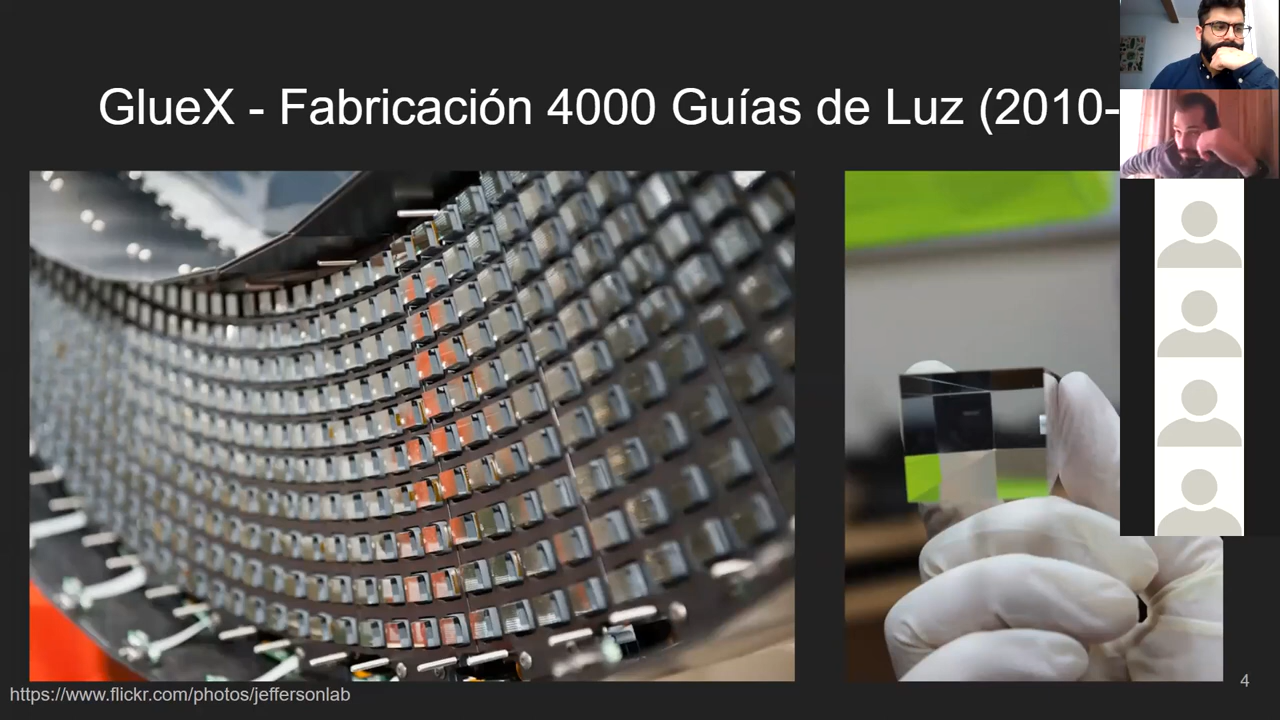 GlueX - Fabricación 4000 Guías de Luz (2010-
https://www.flickr.com/photos/jeffersonlab
4